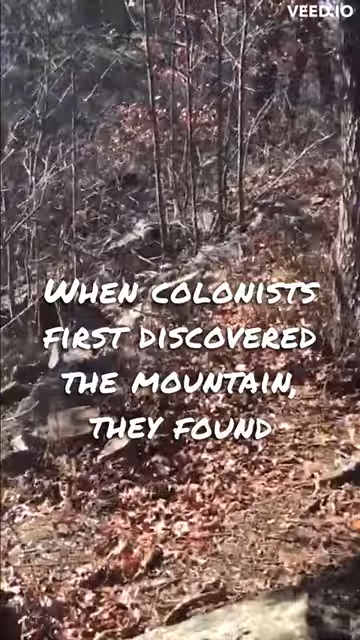 VEED.IO
WHEN COLONISTS
FIRST DISCOVERED
THE MOUNTAIN,
THEY FOUND